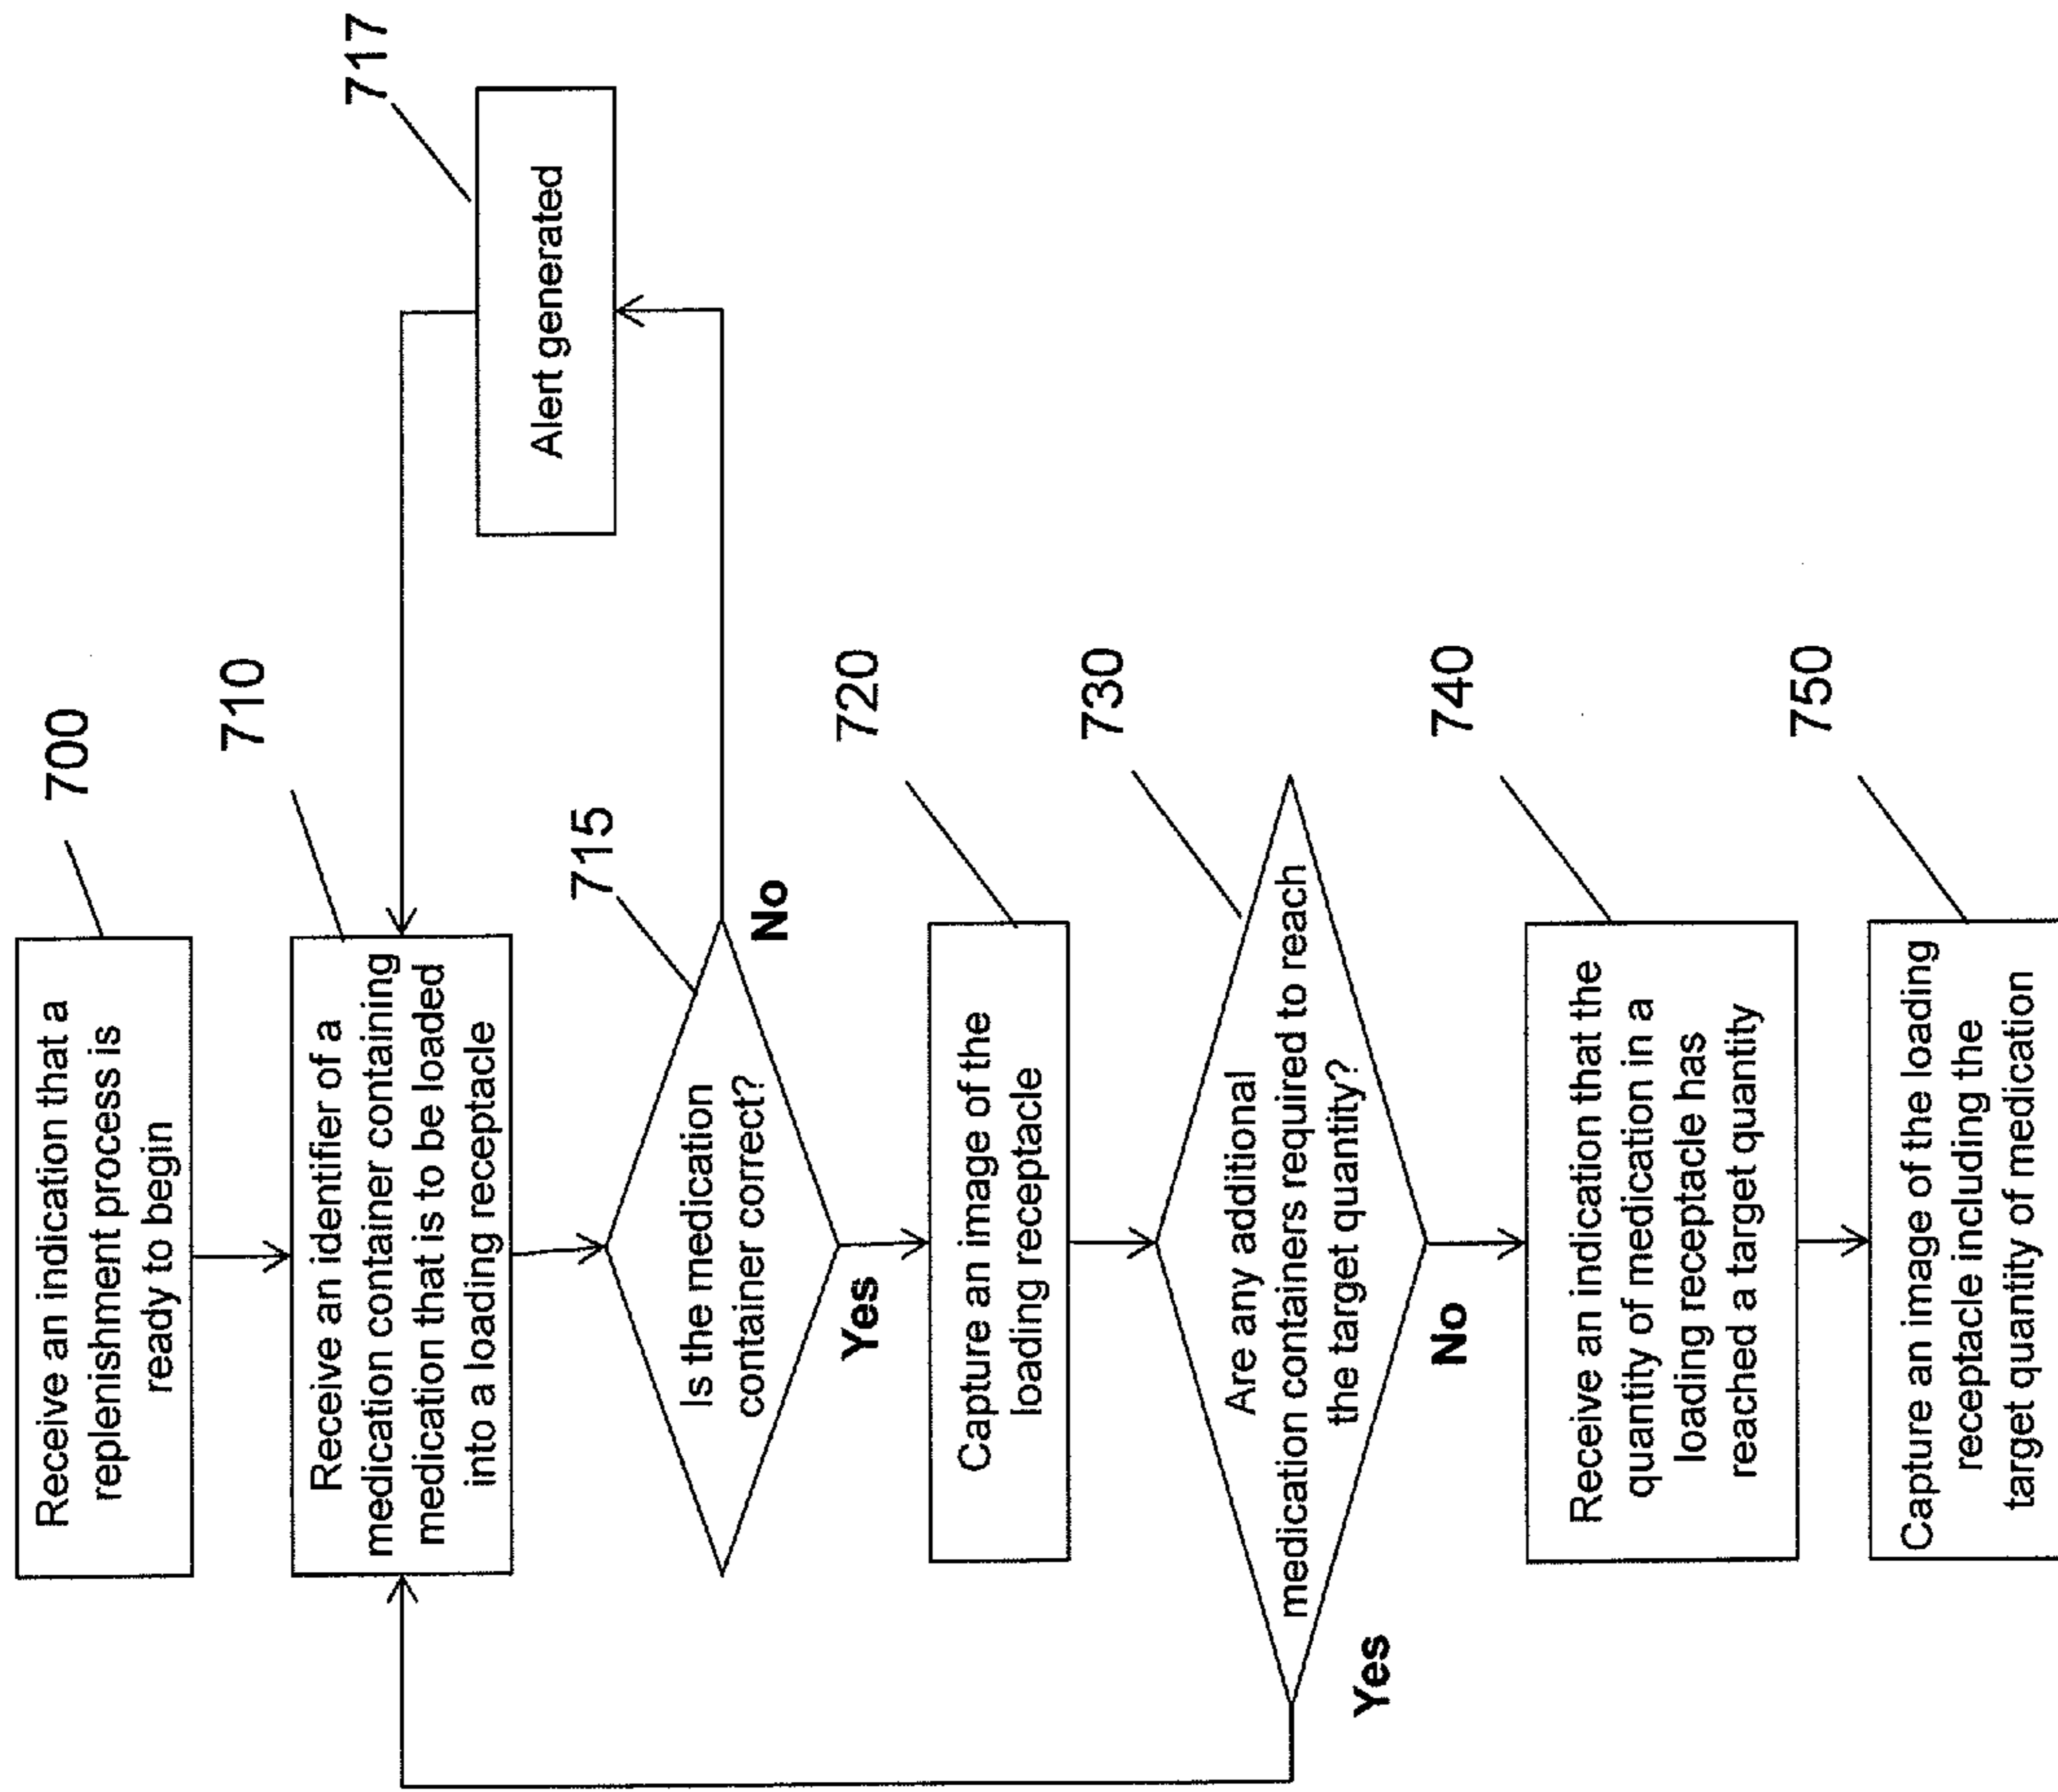 700
Receive an indication that a
replenishment process is
ready to begin
710
Receive an identifier of a
medication container containing
medication that is to be loaded
into a loading receptacle
717
Alert generated
715
Is the medication
container correct?
No
Yes
720
Capture an image of the
loading receptacle
730
Are any additional
medication containers required to reach
the target quantity?
Yes
No
740
Receive an indication that the
quantity of medication in a
loading receptacle has
reached a target quantity
750
Capture an image of the loading
receptacle including the
target quantity of medication